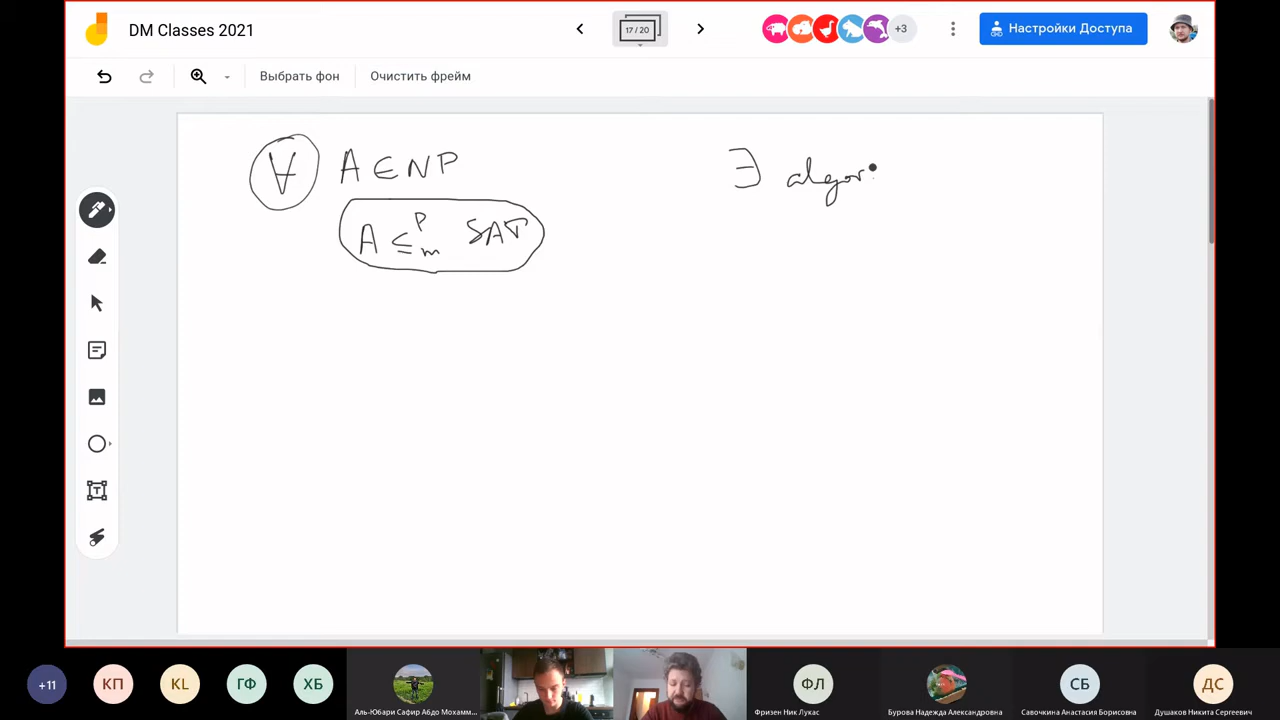 DM Classes 2021
17 / 20
+3
Настройки Доступа
Выбрать фон
Очистить фрейм
∀ A ∈ NP
∃ algori
A ≤ᵖₘ SAT
+11
КП
KL
ГФ
ХБ
ФЛ
СБ
ДС
Аль-Юбари Сафир Абдо Мохамм...
Фризен Ник Лукас
Бурова Надежда Александровна
Савочкина Анастасия Борисовна
Душаков Никита Сергеевич